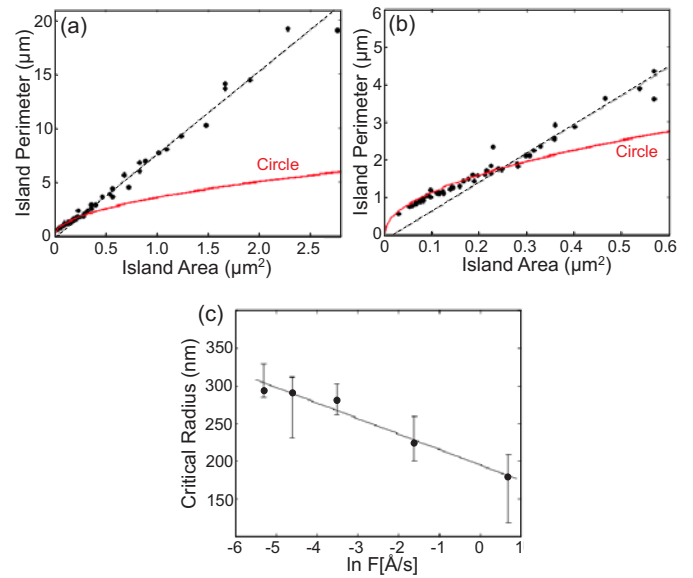 (a)
Island Perimeter (µm)
20
15
10
5
0
Circle
0 0.5 1.0 1.5 2.0 2.5
Island Area (µm²)
(b)
Island Perimeter (µm)
6
5
4
3
2
1
0
Circle
0 0.1 0.2 0.3 0.4 0.5 0.6
Island Area (µm²)
(c)
Critical Radius (nm)
350
300
250
200
150
-6 -5 -4 -3 -2 -1 0 1
ln F[Å/s]